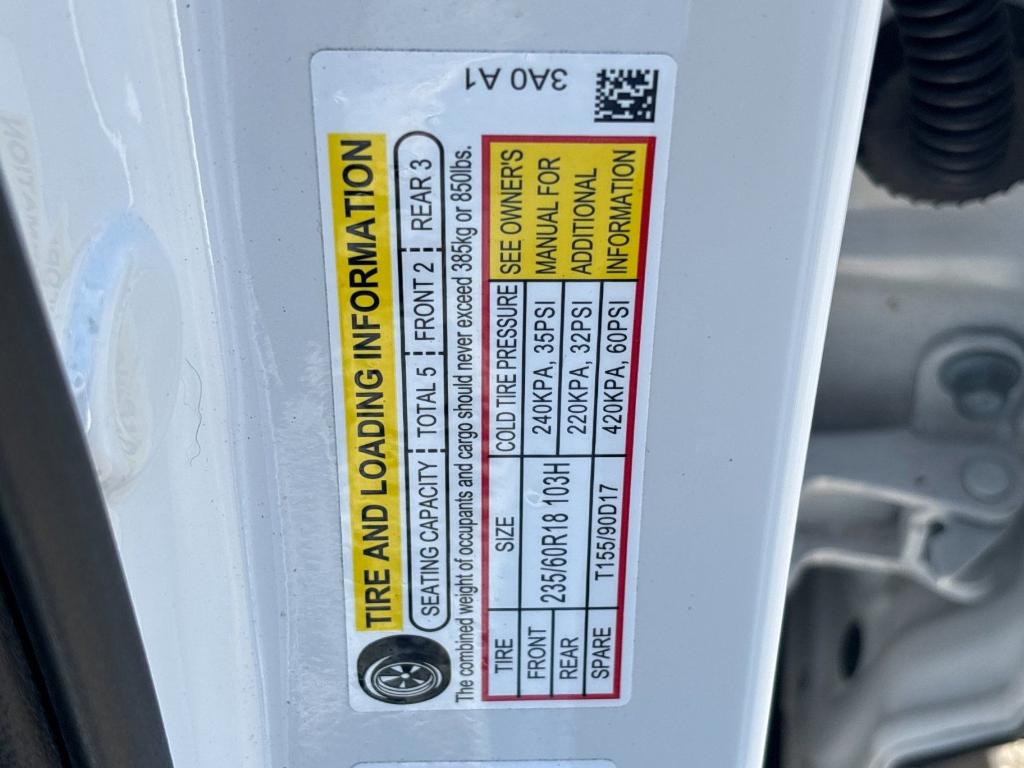 3A0 A1
TIRE AND LOADING INFORMATION
SEATING CAPACITY TOTAL 5 FRONT 2 REAR 3
The combined weight of occupants and cargo should never exceed 385kg or 850lbs.
TIRE SIZE COLD TIRE PRESSURE SEE OWNER'S
FRONT 235/60R18 103H 240KPA, 35PSI MANUAL FOR
REAR 220KPA, 32PSI ADDITIONAL
SPARE T155/90D17 420KPA, 60PSI INFORMATION